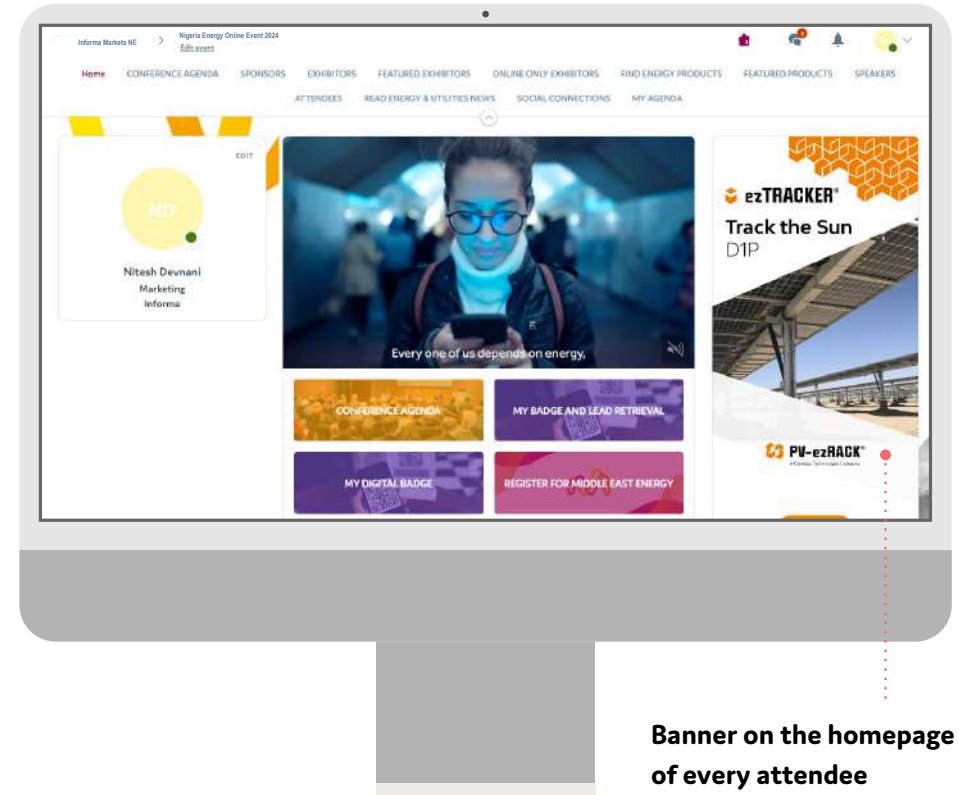 Informa Markets NE > Nigeria Energy Online Event 2024
Edit event
Home CONFERENCE AGENDA SPONSORS EXHIBITORS FEATURED EXHIBITORS ONLINE ONLY EXHIBITORS FIND ENERGY PRODUCTS FEATURED PRODUCTS SPEAKERS
ATTENDEES READ ENERGY & UTILITIES NEWS SOCIAL CONNECTIONS MY AGENDA
EDIT
ND
Nitesh Devnani
Marketing
Informa
Every one of us depends on energy,
CONFERENCE AGENDA
MY BADGE AND LEAD RETRIEVAL
MY DIGITAL BADGE
REGISTER FOR MIDDLE EAST ENERGY
ezTRACKER®
Track the Sun
D1P
PV-ezRACK®
Banner on the homepage
of every attendee